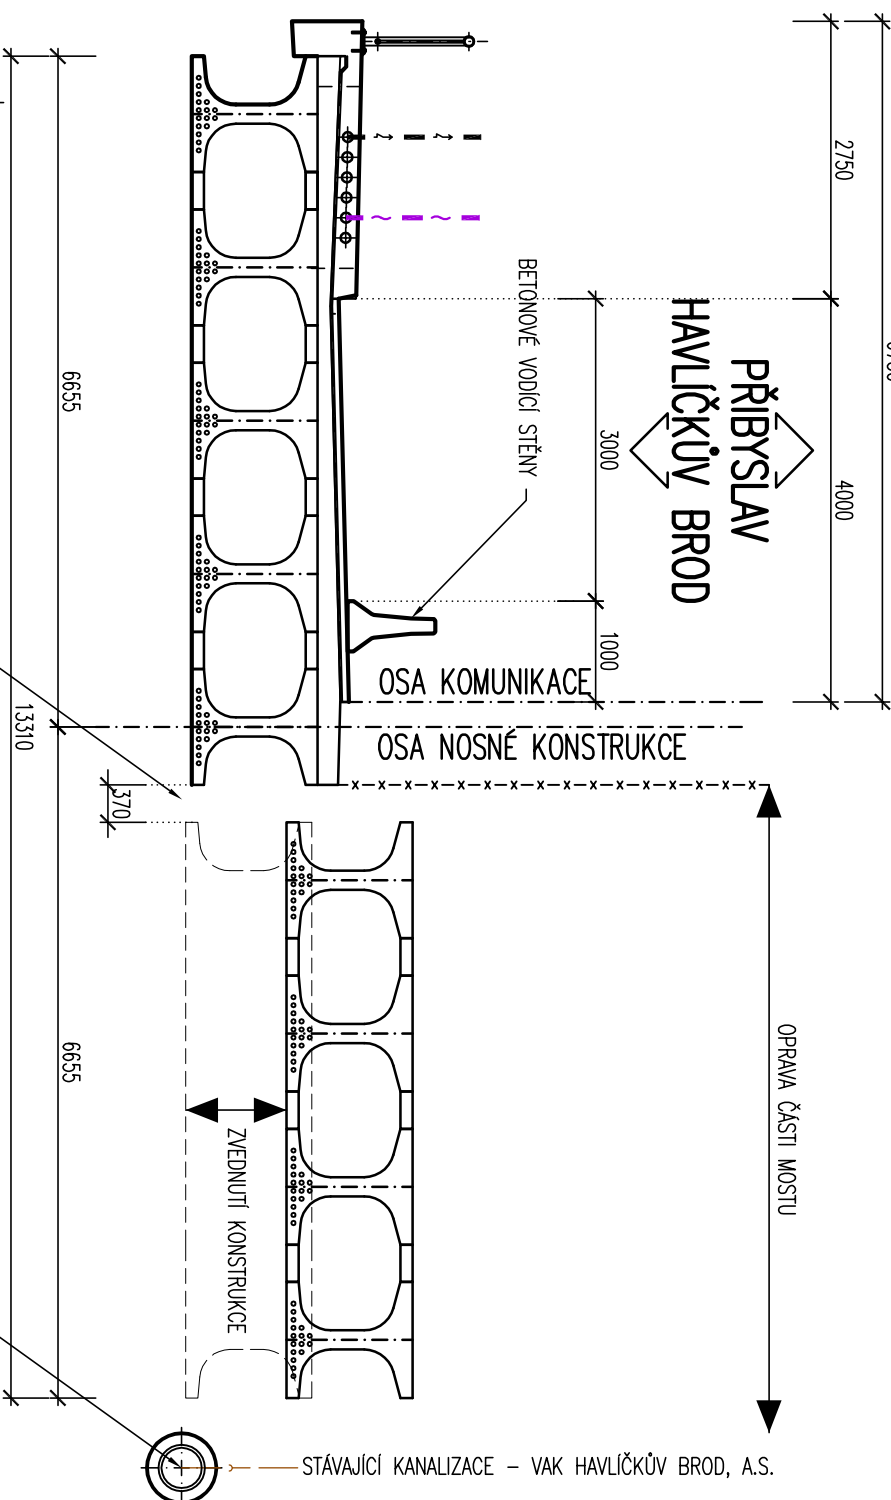 2750
4000
3000
1000
PŘIBYSLAV
HAVLÍČKŮV BROD
BETONOVÉ VODÍCÍ STĚNY
OSA KOMUNIKACE
OSA NOSNÉ KONSTRUKCE
6655
13310
370
6655
OPRAVA ČÁSTI MOSTU
ZVEDNUTÍ KONSTRUKCE
STÁVAJÍCÍ KANALIZACE – VAK HAVLÍČKŮV BROD, A.S.